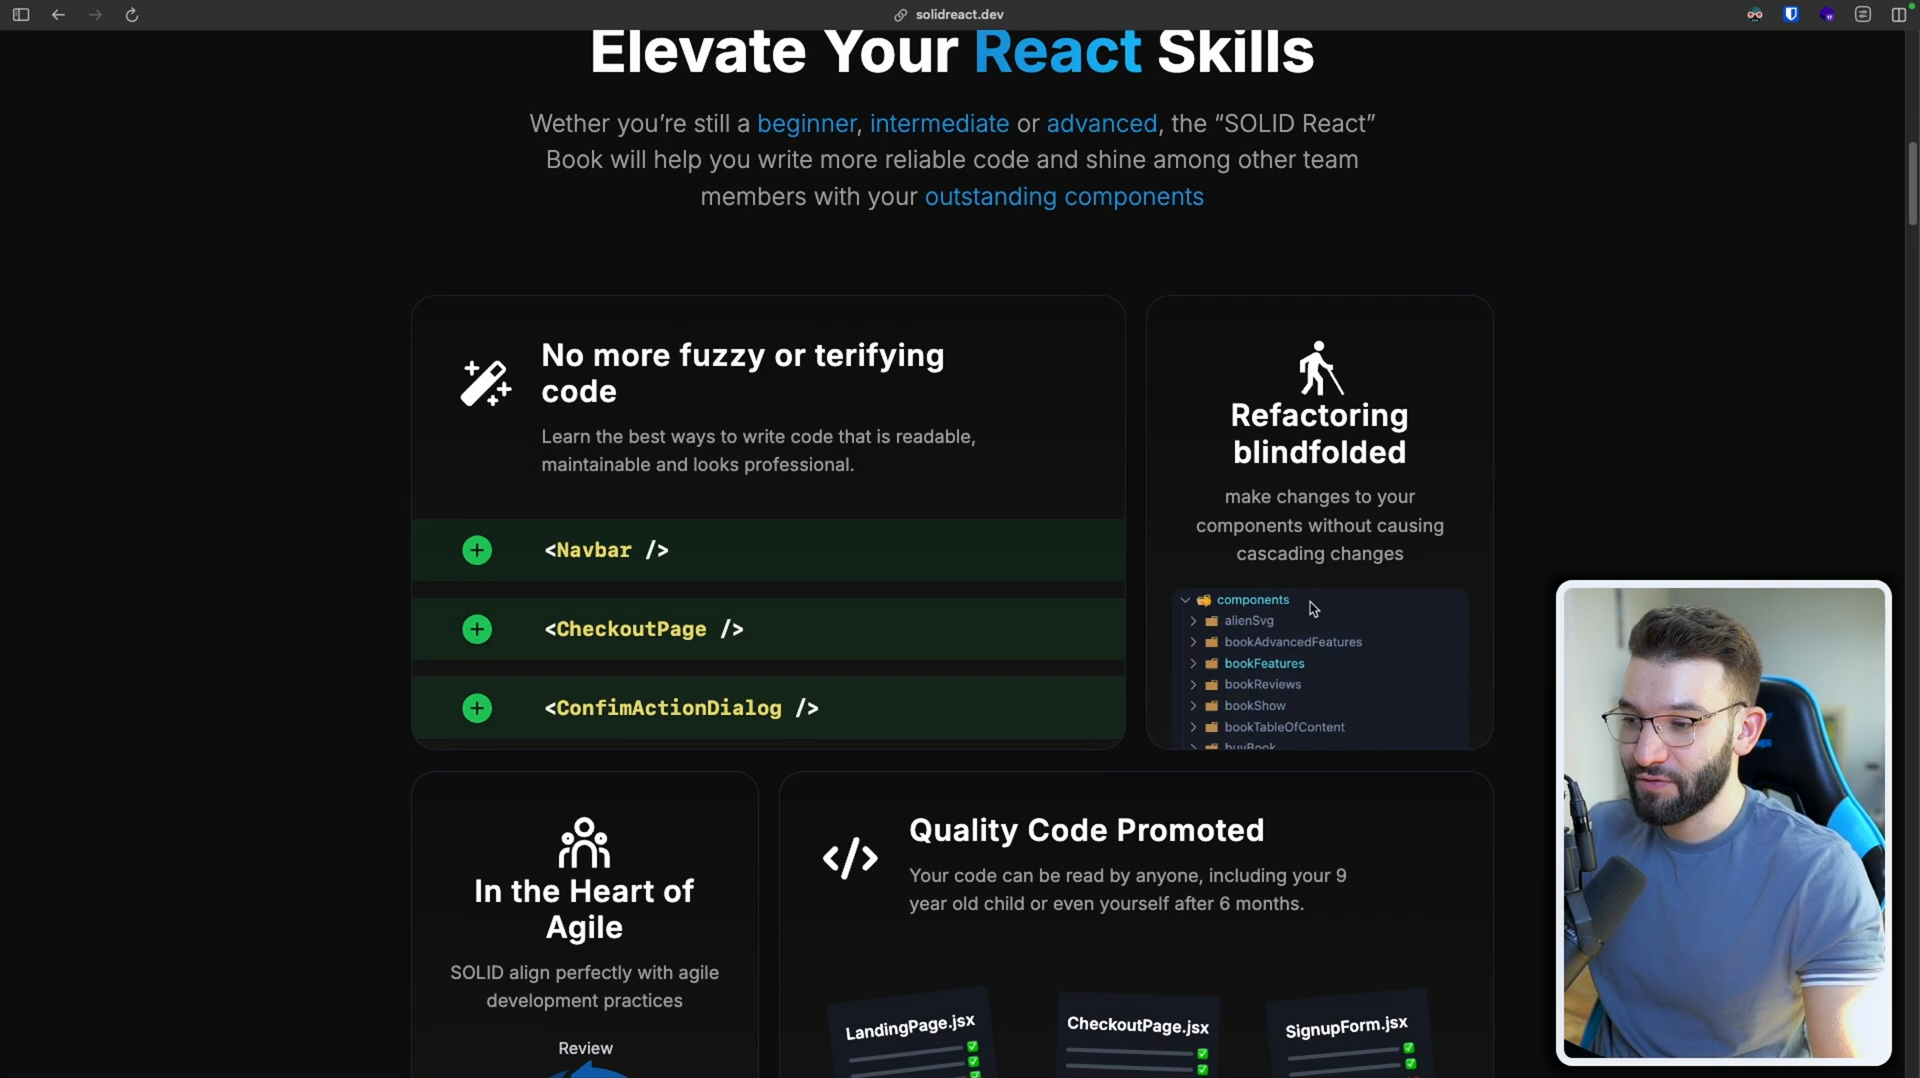 solidreact.dev
Elevate Your React Skills
Wether you're still a beginner, intermediate or advanced, the “SOLID React”
Book will help you write more reliable code and shine among other team
members with your outstanding components
No more fuzzy or terifying
code
Learn the best ways to write code that is readable,
maintainable and looks professional.
<Navbar />
<CheckoutPage />
<ConfimActionDialog />
Refactoring
blindfolded
make changes to your
components without causing
cascading changes
components
alienSvg
bookAdvancedFeatures
bookFeatures
bookReviews
bookShow
bookTableOfContent
buyBook
In the Heart of
Agile
SOLID align perfectly with agile
development practices
Review
Quality Code Promoted
Your code can be read by anyone, including your 9
year old child or even yourself after 6 months.
LandingPage.jsx
CheckoutPage.jsx
SignupForm.jsx